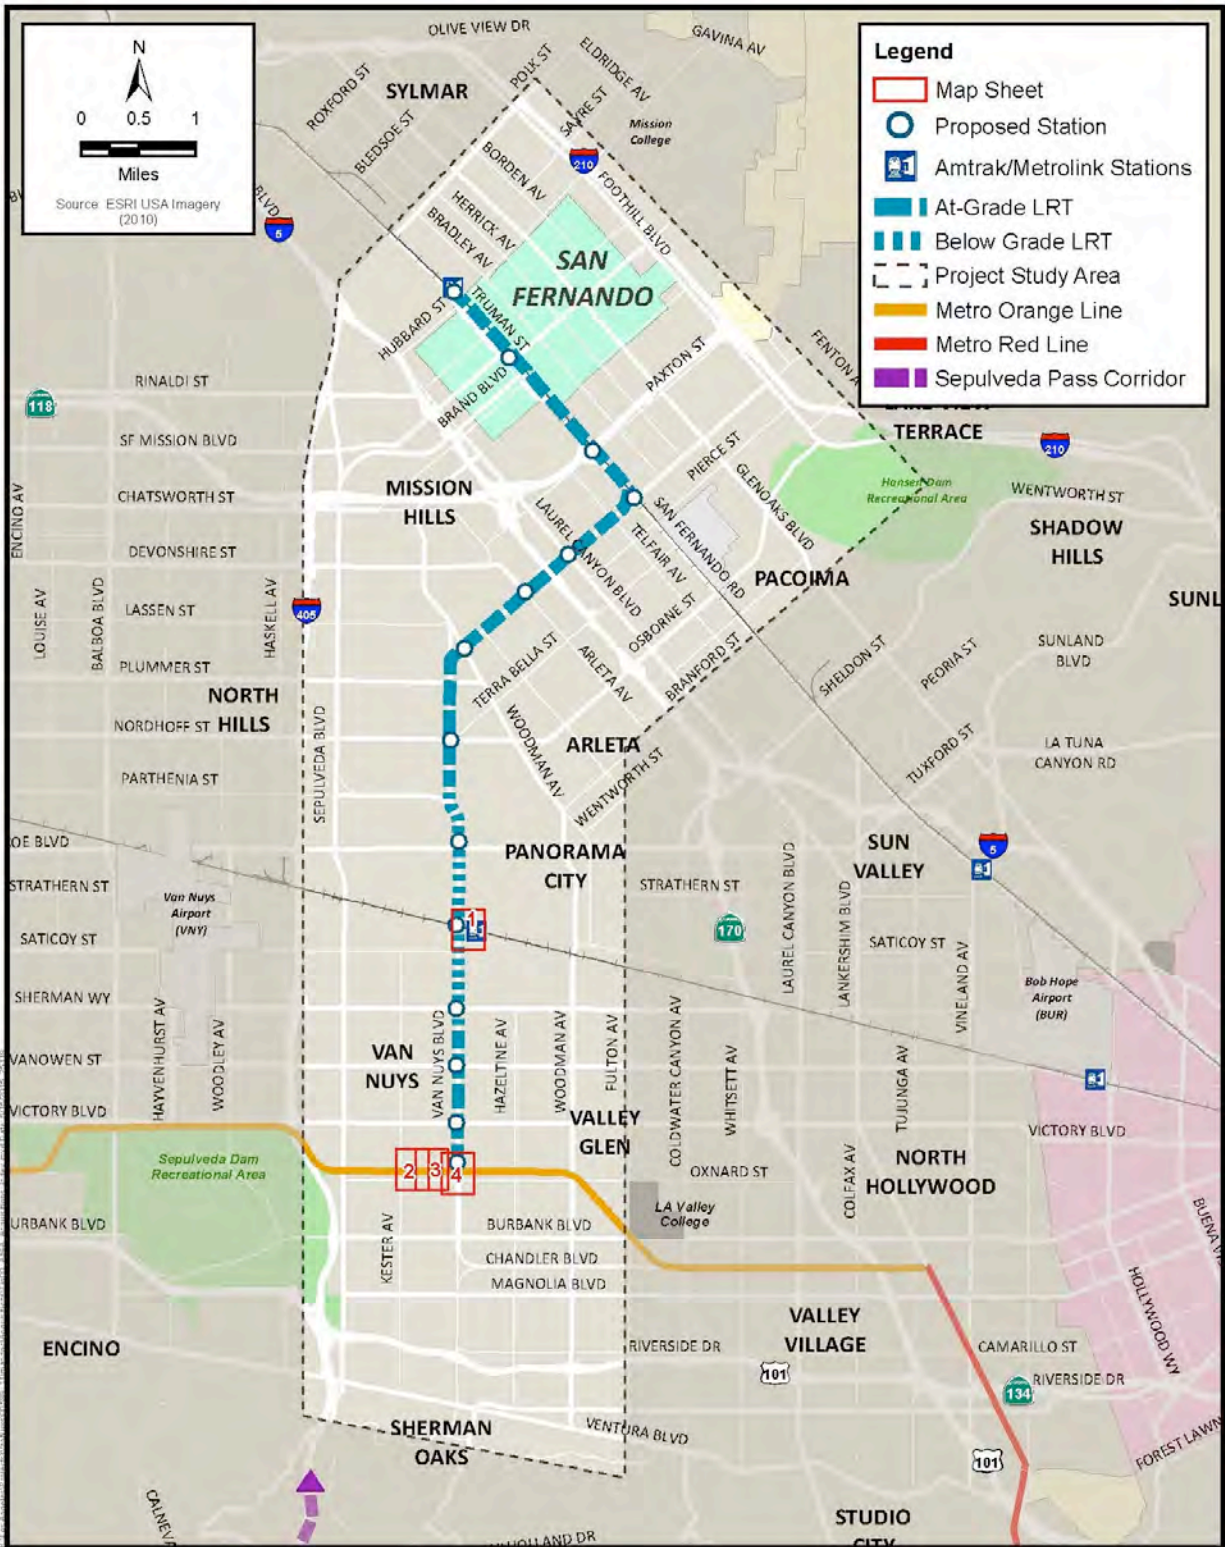 N
0 0.5 1
Miles
Source: ESRI USA Imagery
(2010)
Legend
Map Sheet
Proposed Station
Amtrak/Metrolink Stations
At-Grade LRT
Below Grade LRT
Project Study Area
Metro Orange Line
Metro Red Line
Sepulveda Pass Corridor
OLIVE VIEW DR
GAVINA AV
POLK ST
ELDRIDGE AV
SYLMAR
ROXFORD ST
SAYRE ST
BLEDSOE ST
Mission
College
BORDEN AV
210
FOOTHILL BLVD
BLVD
5
HERRICK AV
BRADLEY AV
SAN
FERNANDO
TRUMAN ST
HUBBARD ST
FENTON A
PAXTON ST
BRAND BLVD
RINALDI ST
118
SF MISSION BLVD
TERRACE
210
PIERCE ST
GLENOAKS BLVD
Hansen Dam
Recreational Area
WENTWORTH ST
MISSION
HILLS
CHATSWORTH ST
ENCINO AV
LAUREL CANYON BLVD
SAN FERNANDO RD
TELFAIR AV
SHADOW
HILLS
DEVONSHIRE ST
PACOIMA
LOUISE AV
BALBOA BLVD
LASSEN ST
HASKELL AV
405
OSBORNE ST
SUNL
PLUMMER ST
TERRA BELLA ST
ARLETA AV
BRANFORD ST
SHELDON ST
PEORIA ST
SUNLAND
BLVD
NORTH
HILLS
NORDHOFF ST
SEPULVEDA BLVD
WOODMAN AV
ARLETA
WENTWORTH ST
TUXFORD ST
LA TUNA
CANYON RD
PARTHENIA ST
OE BLVD
PANORAMA
CITY
SUN
VALLEY
5
STRATHERN ST
Van Nuys
Airport
(VNY)
STRATHERN ST
LAUREL CANYON BLVD
LANKERSHIM BLVD
1
170
SATICOY ST
SATICOY ST
VINELAND AV
Bob Hope
Airport
(BUR)
SHERMAN WY
HAYVENHURST AV
WOODLEY AV
VAN
NUYS
VAN NUYS BLVD
HAZELTINE AV
WOODMAN AV
FULTON AV
COLDWATER CANYON AV
WHITSETT AV
TUJUNGA AV
VANOWEN ST
VICTORY BLVD
VALLEY
GLEN
VICTORY BLVD
Sepulveda Dam
Recreational Area
2
3
4
OXNARD ST
COLFAX AV
NORTH
HOLLYWOOD
LA Valley
College
URBANK BLVD
KESTER AV
BURBANK BLVD
BUENA
CHANDLER BLVD
MAGNOLIA BLVD
HOLLYWOOD WY
ENCINO
VALLEY
VILLAGE
RIVERSIDE DR
CAMARILLO ST
101
RIVERSIDE DR
134
SHERMAN
OAKS
VENTURA BLVD
FOREST LAWN
101
CALNEVA
STUDIO
CITY
HOLLAND DR